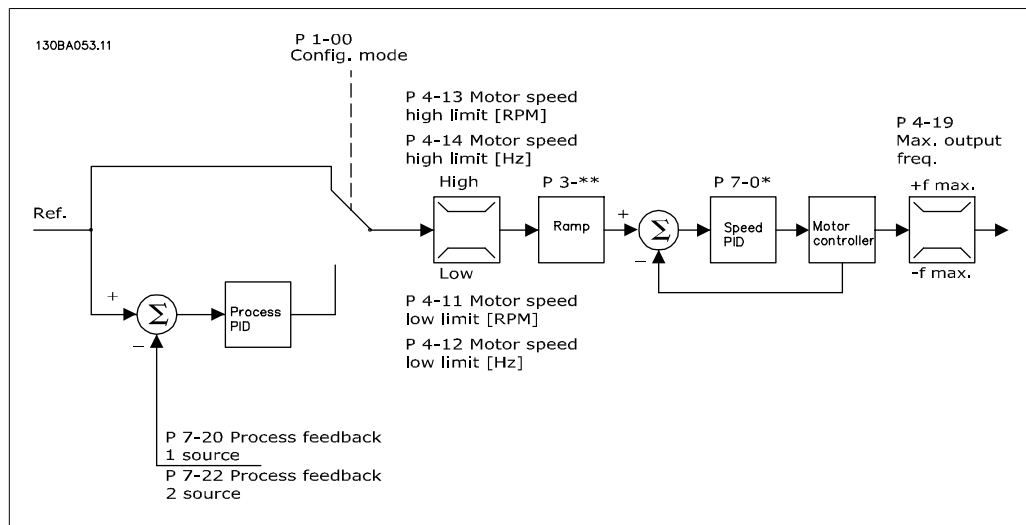 130BA053.11
P 1-00
Config. mode
P 4-13 Motor speed
high limit [RPM]
P 4-14 Motor speed
high limit [Hz]
P 4-19
Max. output
freq.
High
P 3-**
P 7-0*
+f max.
Ref.
+
Σ
_
Ramp
Speed
PID
Motor
controller
Low
-f max.
+
Σ
_
Process
PID
P 4-11 Motor speed
low limit [RPM]
P 4-12 Motor speed
low limit [Hz]
P 7-20 Process feedback
1 source
P 7-22 Process feedback
2 source